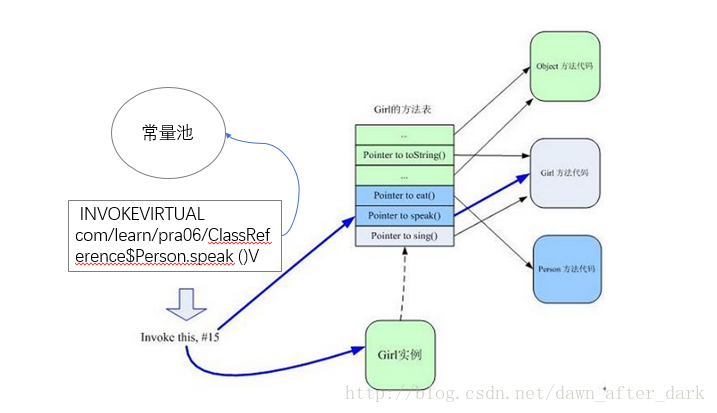 常量池
INVOKEVIRTUAL
com/learn/pra06/ClassRef
erence$Person.speak ()V
Invoke this, #15
Girl的方法表
...
Pointer to toString()
...
Pointer to eat()
Pointer to speak()
Pointer to sing()
Girl实例
Object 方法代码
Girl 方法代码
Person 方法代码
http://blog.csdn.net/dawn_after_dark